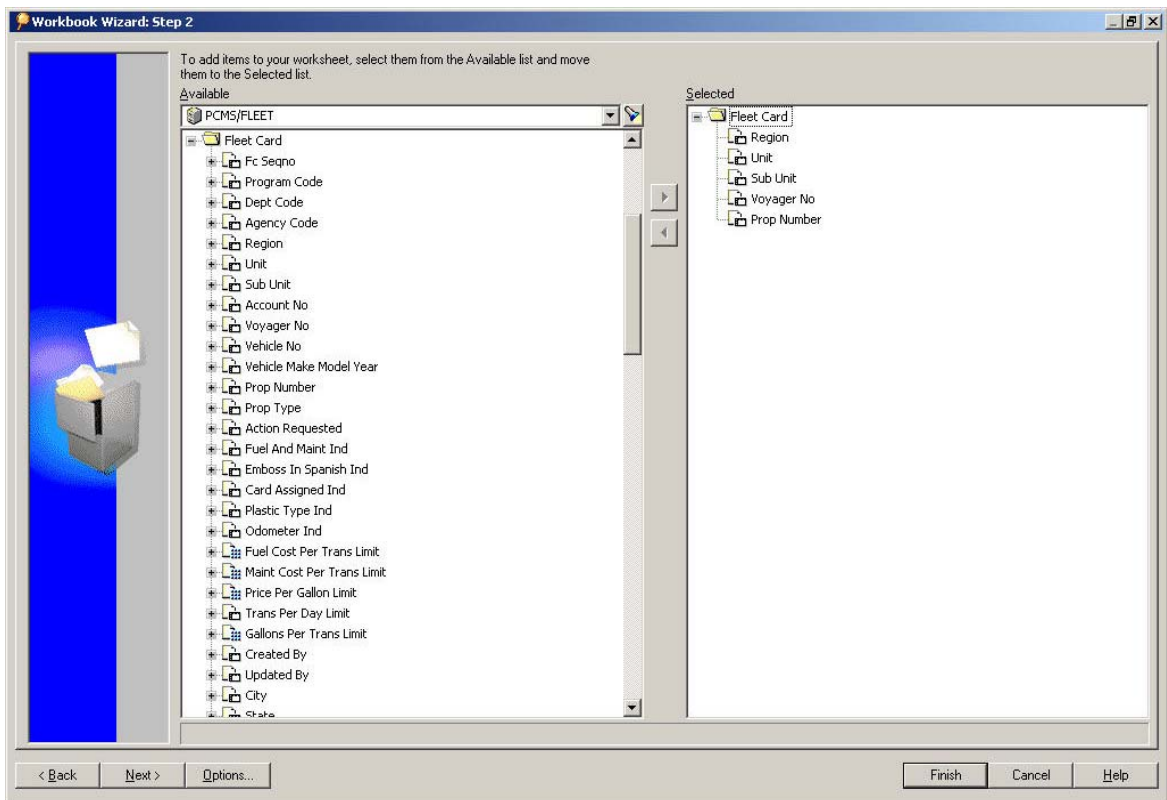 Workbook Wizard: Step 2
To add items to your worksheet, select them from the Available list and move
them to the Selected list.
Available
PCMS/FLEET
Fleet Card
Fc Seqno
Program Code
Dept Code
Agency Code
Region
Unit
Sub Unit
Account No
Voyager No
Vehicle No
Vehicle Make Model Year
Prop Number
Prop Type
Action Requested
Fuel And Maint Ind
Emboss In Spanish Ind
Card Assigned Ind
Plastic Type Ind
Odometer Ind
Fuel Cost Per Trans Limit
Maint Cost Per Trans Limit
Price Per Gallon Limit
Trans Per Day Limit
Gallons Per Trans Limit
Created By
Updated By
City
State
Selected
Fleet Card
Region
Unit
Sub Unit
Voyager No
Prop Number
< Back
Next >
Options...
Finish
Cancel
Help